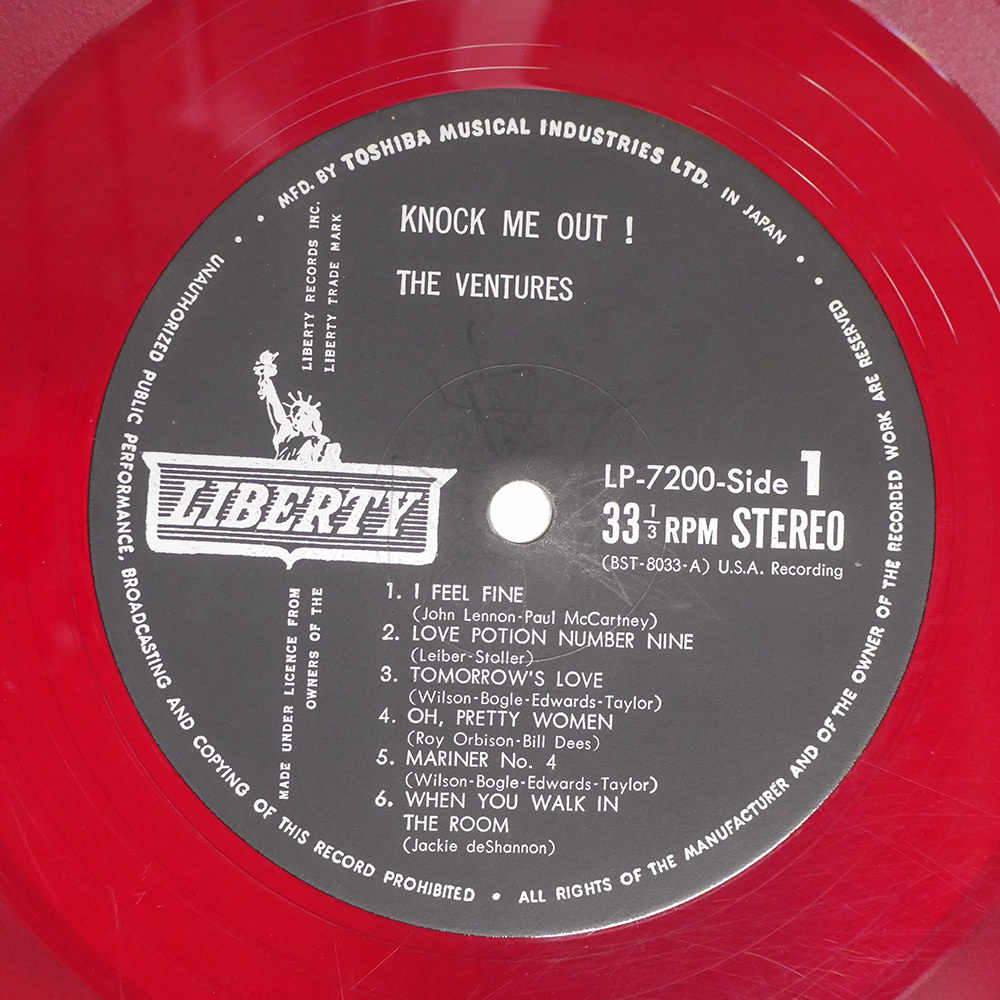 MFD. BY TOSHIBA MUSICAL INDUSTRIES LTD. IN JAPAN
KNOCK ME OUT !
THE VENTURES
LIBERTY RECORDS INC.
LIBERTY TRADE MARK
LIBERTY
MADE UNDER LICENCE FROM
OWNERS OF THE
LP-7200-Side 1
33 1/3 RPM STEREO
(BST-8033-A) U.S.A. Recording
1. I FEEL FINE
(John Lennon-Paul McCartney)
2. LOVE POTION NUMBER NINE
(Leiber-Stoller)
3. TOMORROW'S LOVE
(Wilson-Bogle-Edwards-Taylor)
4. OH, PRETTY WOMEN
(Roy Orbison-Bill Dees)
5. MARINER No. 4
(Wilson-Bogle-Edwards-Taylor)
6. WHEN YOU WALK IN
THE ROOM
(Jackie deShannon)
UNAUTHORIZED PUBLIC PERFORMANCE, BROADCASTING AND COPYING OF THIS RECORD PROHIBITED • ALL RIGHTS OF THE MANUFACTURER AND OF THE OWNER OF THE RECORDED WORK ARE RESERVED